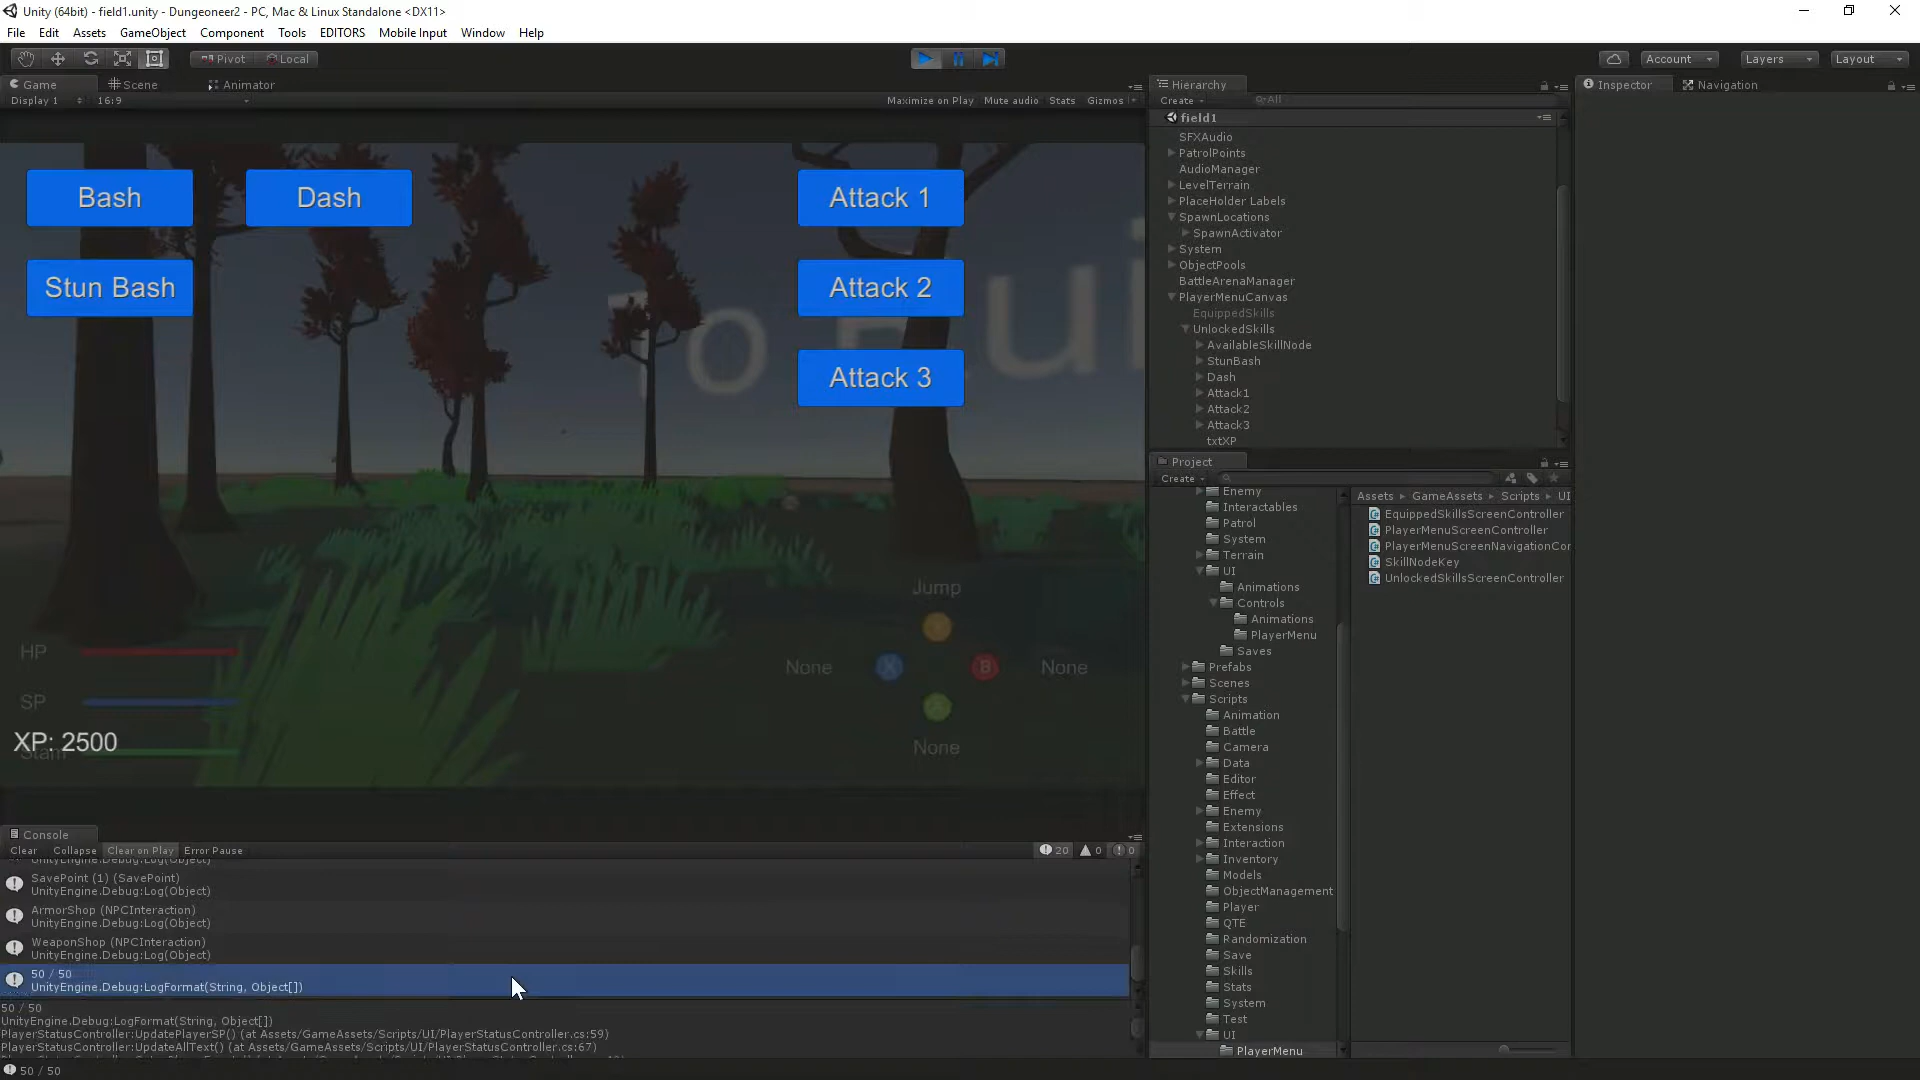 Unity (64bit) - field1.unity - Dungeoneer2 - PC, Mac & Linux Standalone <DX11>
File Edit Assets GameObject Component Tools EDITORS Mobile Input Window Help
Pivot Local Account Layers Layout
Game Scene Animator
Display 1 16:9 Maximize on Play Mute audio Stats Gizmos
Bash Dash Attack 1
Stun Bash Attack 2
Attack 3
Jump
None None
None
HP
SP
Stam
XP: 2500
Hierarchy
Create All
field1
SFXAudio
PatrolPoints
AudioManager
LevelTerrain
PlaceHolder Labels
SpawnLocations
SpawnActivator
System
ObjectPools
BattleArenaManager
PlayerMenuCanvas
EquippedSkills
UnlockedSkills
AvailableSkillNode
StunBash
Dash
Attack1
Attack2
Attack3
txtXP
Project
Create
Enemy
Interactables
Patrol
System
Terrain
UI
Animations
Controls
Animations
PlayerMenu
Saves
Prefabs
Scenes
Scripts
Animation
Battle
Camera
Data
Editor
Effect
Enemy
Extensions
Interaction
Inventory
Models
ObjectManagement
Player
QTE
Randomization
Save
Skills
Stats
System
Test
UI
PlayerMenu
Assets GameAssets Scripts UI
EquippedSkillsScreenController
PlayerMenuScreenController
PlayerMenuScreenNavigationCor
SkillNodeKey
UnlockedSkillsScreenController
Inspector Navigation
Console
Clear Collapse Clear on Play Error Pause 20 0 0
UnityEngine.Debug:Log(Object)
SavePoint (1) (SavePoint)
UnityEngine.Debug:Log(Object)
ArmorShop (NPCInteraction)
UnityEngine.Debug:Log(Object)
WeaponShop (NPCInteraction)
UnityEngine.Debug:Log(Object)
50 / 50
UnityEngine.Debug:LogFormat(String, Object[])
50 / 50
UnityEngine.Debug:LogFormat(String, Object[])
PlayerStatusController:UpdatePlayerSP() (at Assets/GameAssets/Scripts/UI/PlayerStatusController.cs:59)
PlayerStatusController:UpdateAllText() (at Assets/GameAssets/Scripts/UI/PlayerStatusController.cs:67)
50 / 50